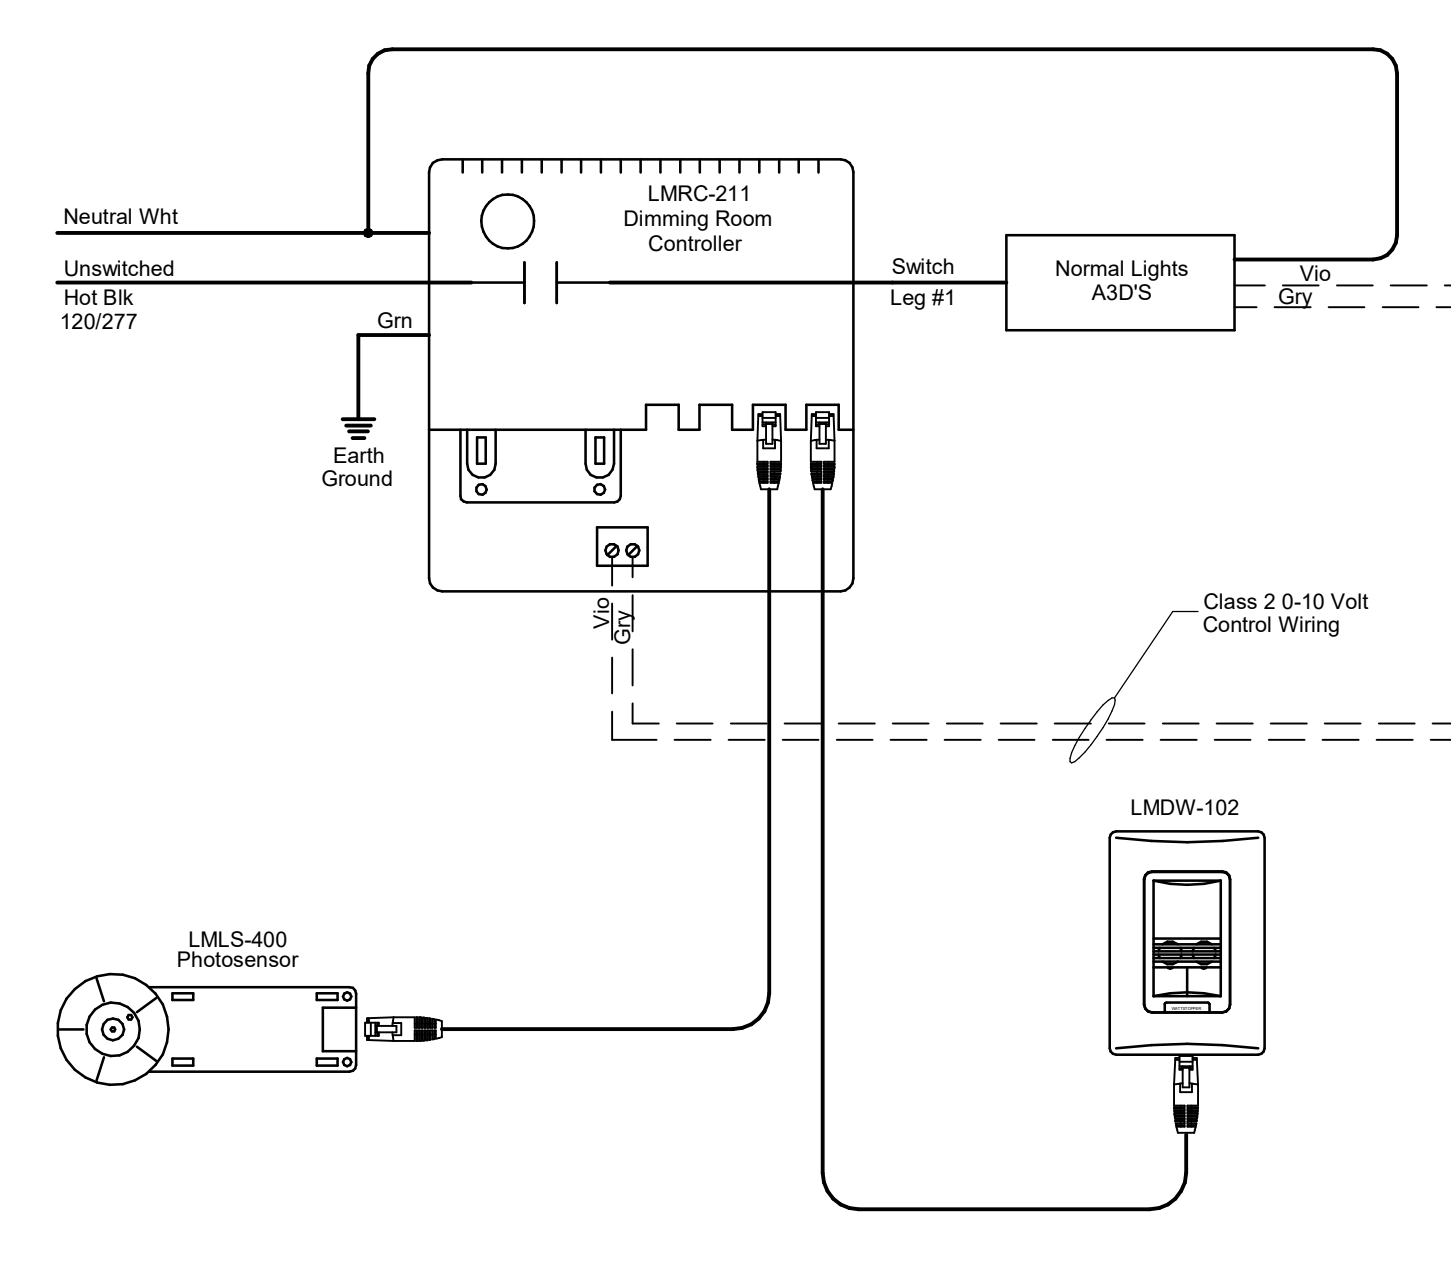 LMRC-211
Dimming Room
Controller
Neutral Wht
Unswitched
Hot Blk
120/277
Grn
Earth
Ground
Switch
Leg #1
Normal Lights
A3D'S
Vio
Gry
Vio
Gry
Class 2 0-10 Volt
Control Wiring
LMDW-102
WATTSTOPPER
LMLS-400
Photosensor